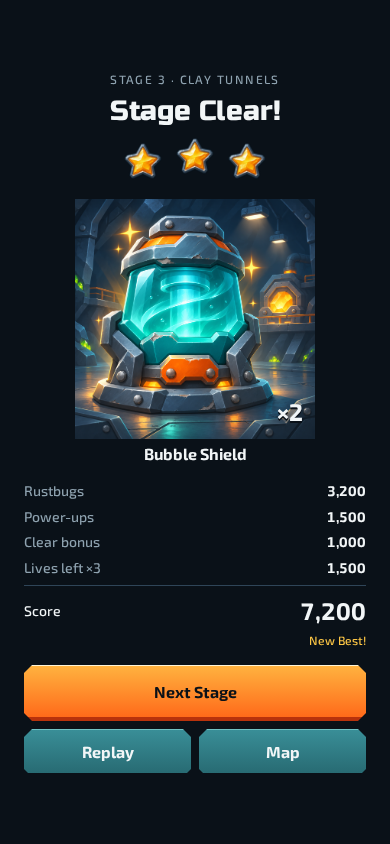 STAGE 3 · CLAY TUNNELS
Stage Clear!
×2
Bubble Shield
Rustbugs 3,200
Power-ups 1,500
Clear bonus 1,000
Lives left ×3 1,500
Score 7,200
New Best!
Next Stage
Replay Map